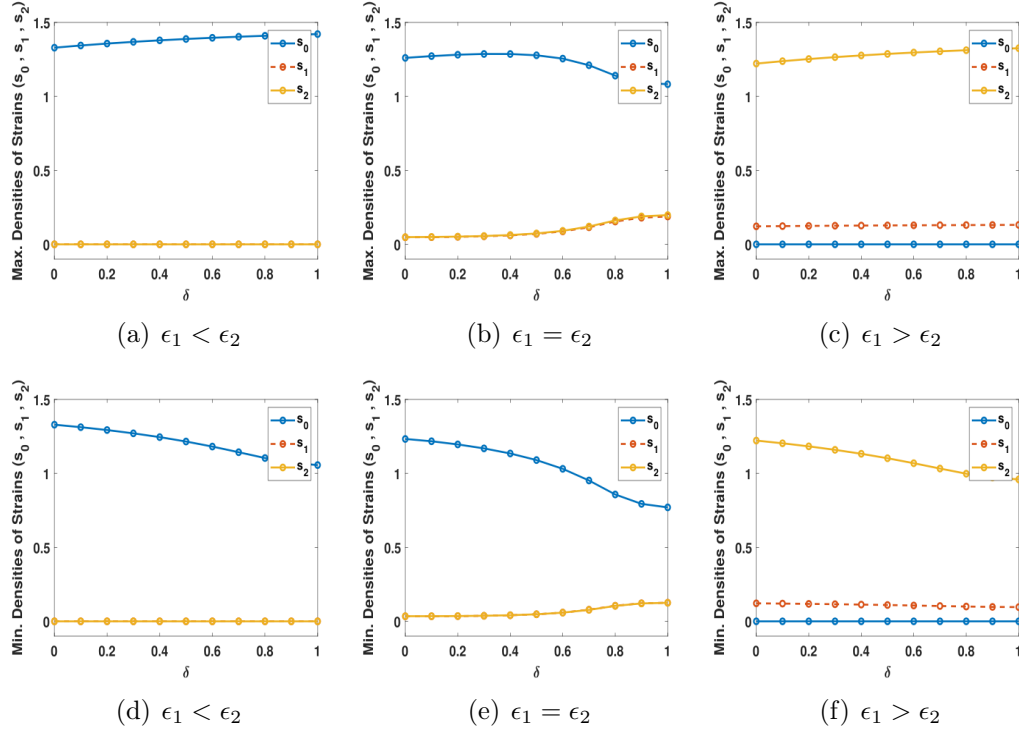 Max. Densities of Strains (s0 , s1 , s2)
1.5
1
0.5
0
0 0.2 0.4 0.6 0.8 1
δ
s0
s1
s2
(a) ϵ1 < ϵ2
Max. Densities of Strains (s0 , s1 , s2)
1.5
1
0.5
0
0 0.2 0.4 0.6 0.8 1
δ
s0
s1
s2
(b) ϵ1 = ϵ2
Max. Densities of Strains (s0 , s1 , s2)
1.5
1
0.5
0
0 0.2 0.4 0.6 0.8 1
δ
s0
s1
s2
(c) ϵ1 > ϵ2
Min. Densities of Strains (s0 , s1 , s2)
1.5
1
0.5
0
0 0.2 0.4 0.6 0.8 1
δ
s0
s1
s2
(d) ϵ1 < ϵ2
Min. Densities of Strains (s0 , s1 , s2)
1.5
1
0.5
0
0 0.2 0.4 0.6 0.8 1
δ
s0
s1
s2
(e) ϵ1 = ϵ2
Min. Densities of Strains (s0 , s1 , s2)
1.5
1
0.5
0
0 0.2 0.4 0.6 0.8 1
δ
s0
s1
s2
(f) ϵ1 > ϵ2